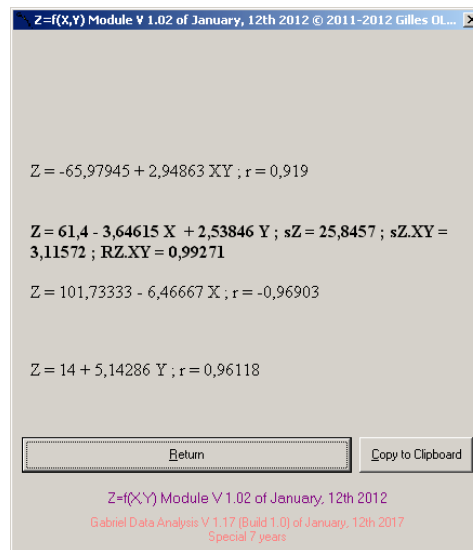 Z=f(X,Y) Module V 1.02 of January, 12th 2012 © 2011-2012 Gilles OL...
Z = -65,97945 + 2,94863 XY ; r = 0,919
Z = 61,4 - 3,64615 X + 2,53846 Y ; sZ = 25,8457 ; sZ.XY =
3,11572 ; RZ.XY = 0,99271
Z = 101,73333 - 6,46667 X ; r = -0,96903
Z = 14 + 5,14286 Y ; r = 0,96118
Return
Copy to Clipboard
Z=f(X,Y) Module V 1.02 of January, 12th 2012
Gabriel Data Analysis V 1.17 (Build 1.0) of January, 12th 2017
Special 7 years